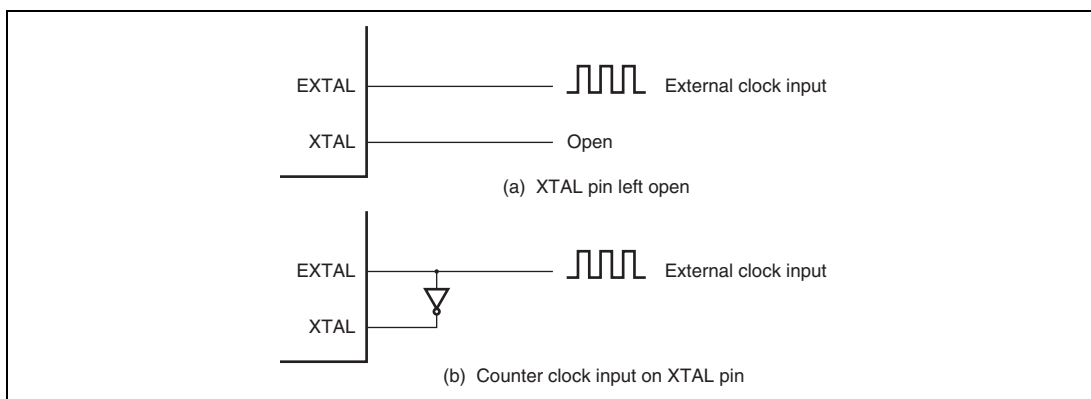 EXTAL External clock input
XTAL Open
(a) XTAL pin left open
EXTAL External clock input
XTAL
(b) Counter clock input on XTAL pin